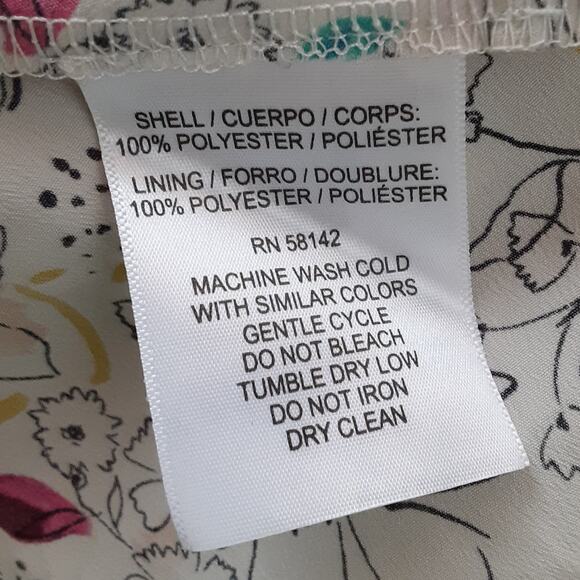 SHELL / CUERPO / CORPS:
100% POLYESTER / POLIÉSTER
LINING / FORRO / DOUBLURE:
100% POLYESTER / POLIÉSTER
RN 58142
MACHINE WASH COLD
WITH SIMILAR COLORS
GENTLE CYCLE
DO NOT BLEACH
TUMBLE DRY LOW
DO NOT IRON
DRY CLEAN